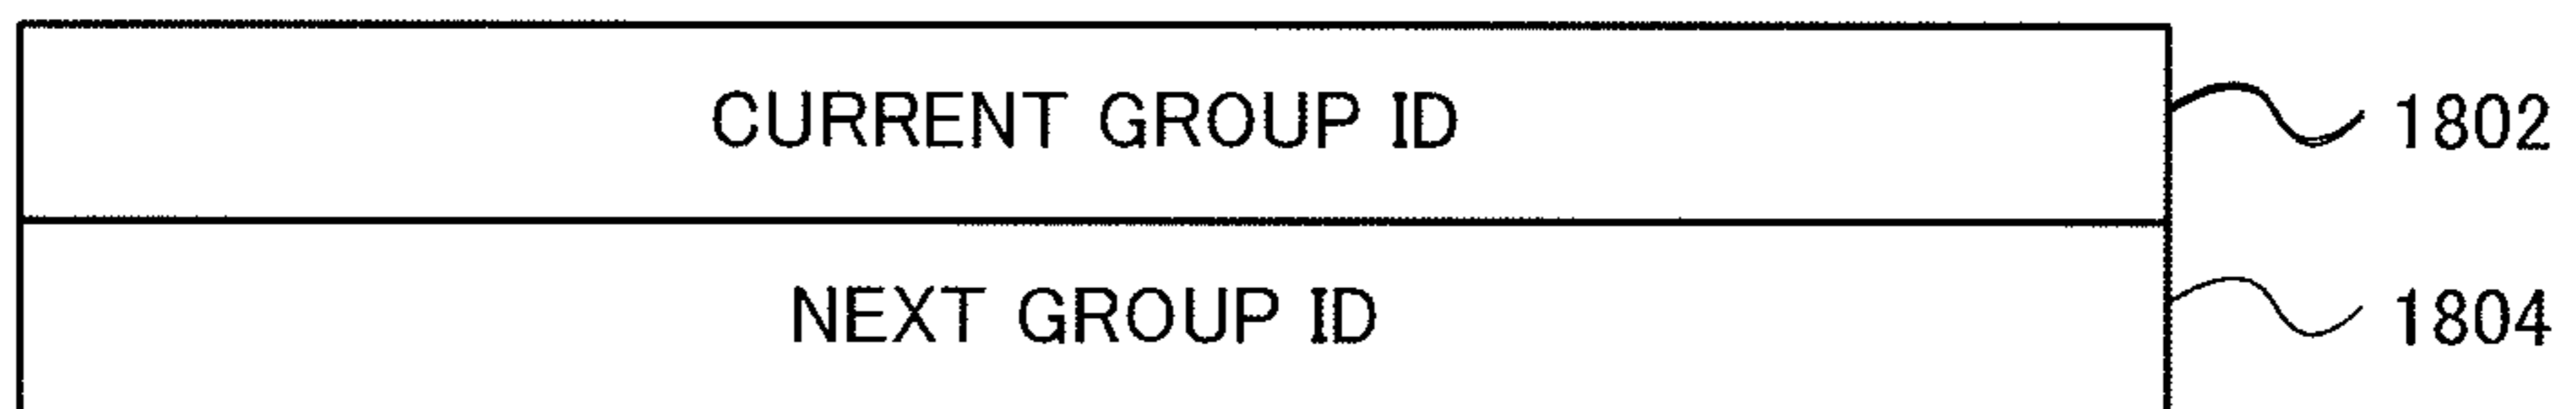 CURRENT GROUP ID 1802
NEXT GROUP ID 1804